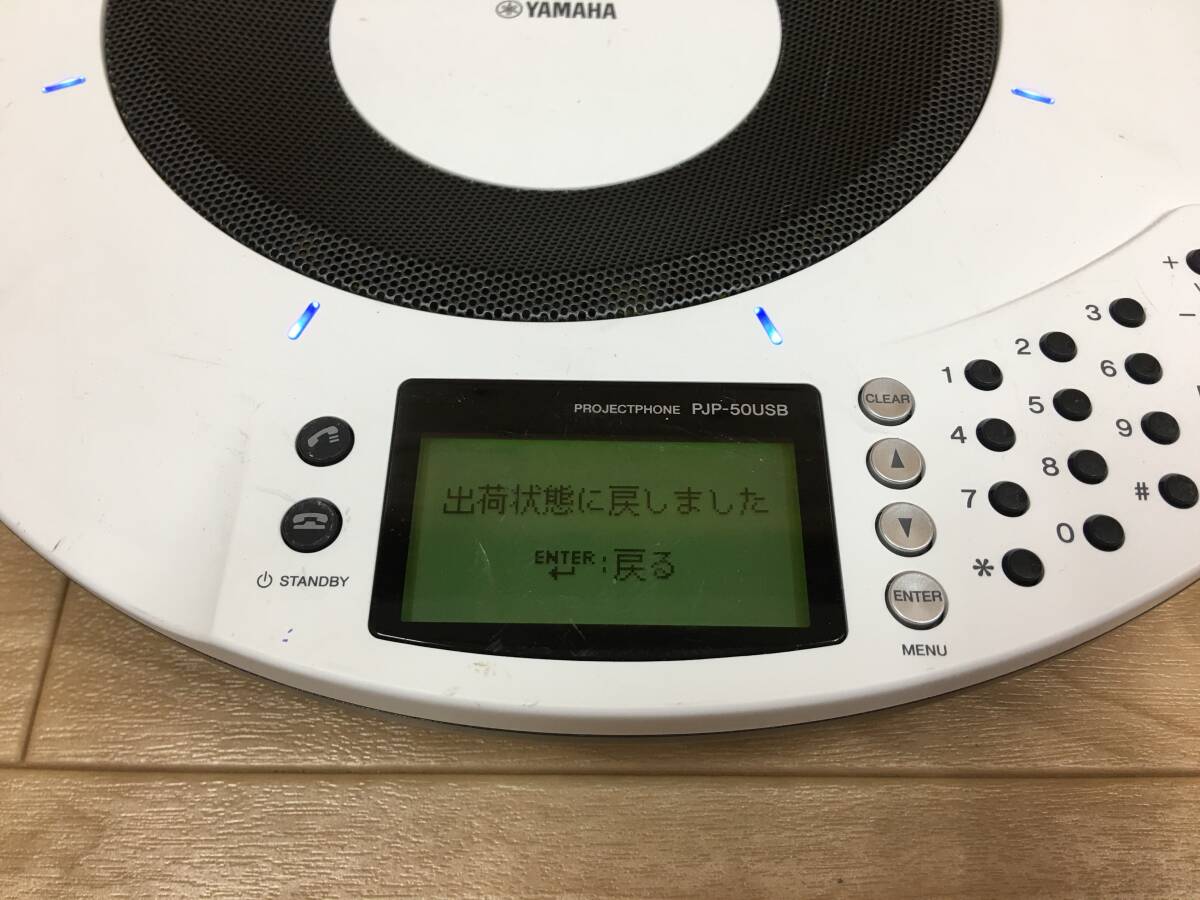 YAMAHA
PROJECTPHONE PJP-50USB
出荷状態に戻しました
ENTER:戻る
STANDBY
CLEAR
ENTER
MENU
+
-
1 2 3
4 5 6
7 8 9
* 0 #